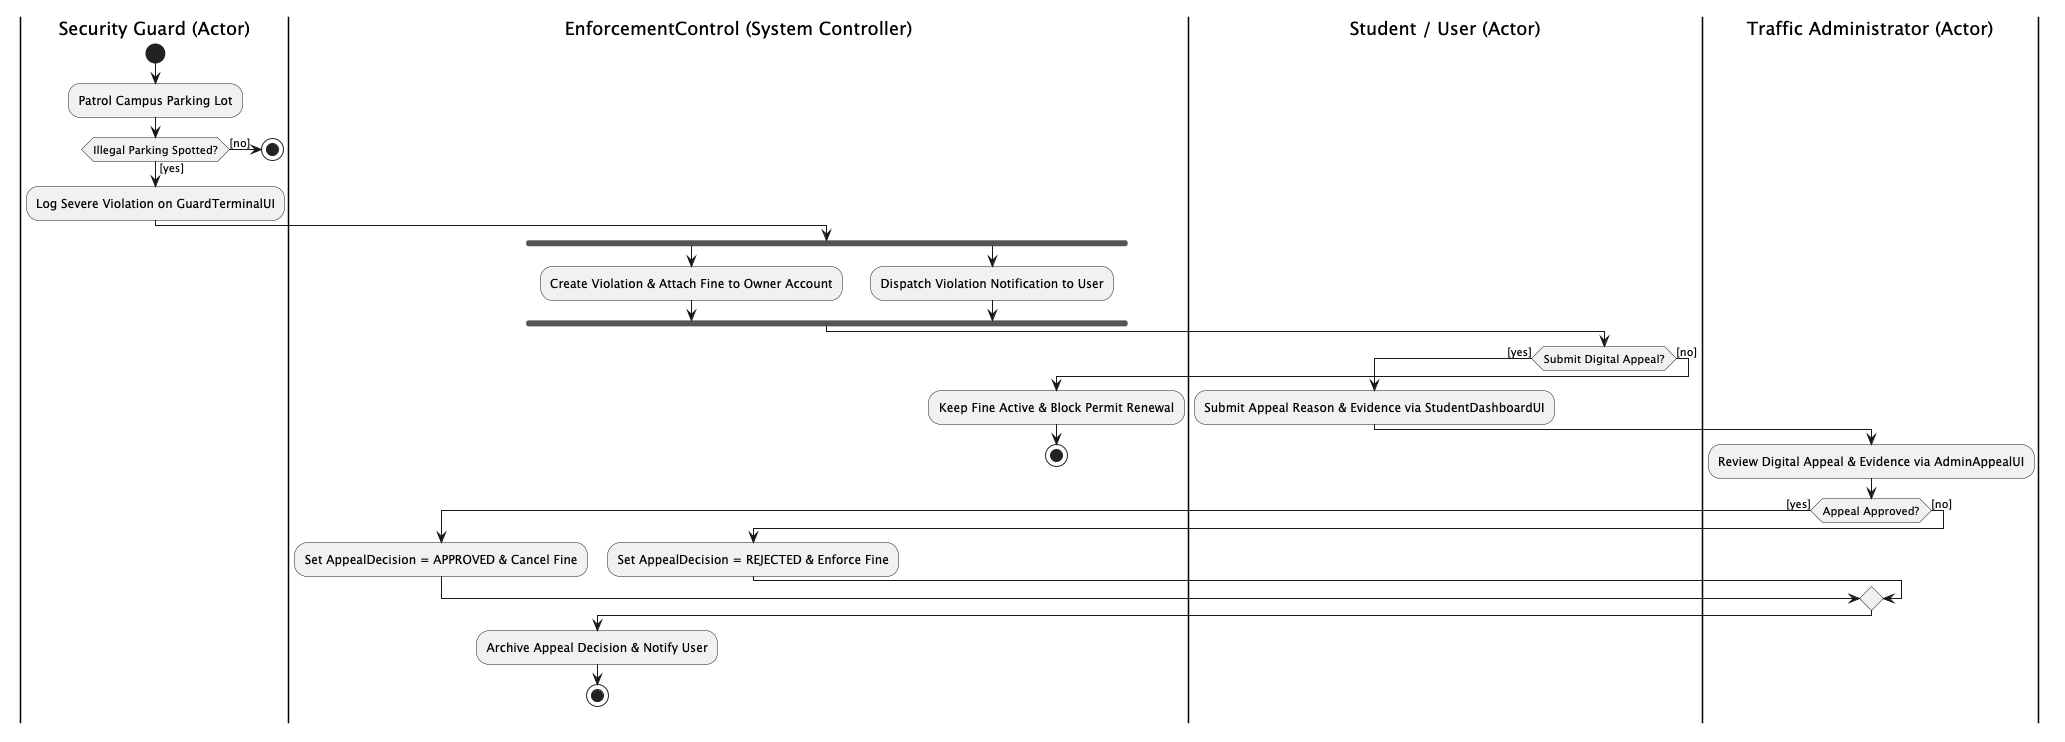 Security Guard (Actor)
EnforcementControl (System Controller)
Student / User (Actor)
Traffic Administrator (Actor)
Patrol Campus Parking Lot
Illegal Parking Spotted?
[no]
[yes]
Log Severe Violation on GuardTerminalUI
Create Violation & Attach Fine to Owner Account
Dispatch Violation Notification to User
[yes]
Submit Digital Appeal?
[no]
Keep Fine Active & Block Permit Renewal
Submit Appeal Reason & Evidence via StudentDashboardUI
Review Digital Appeal & Evidence via AdminAppealUI
[yes]
Appeal Approved?
[no]
Set AppealDecision = APPROVED & Cancel Fine
Set AppealDecision = REJECTED & Enforce Fine
Archive Appeal Decision & Notify User